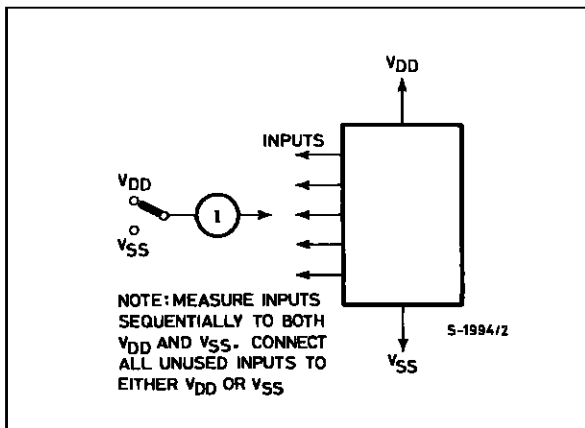 VDD
INPUTS
VDD
I
VSS
NOTE: MEASURE INPUTS
SEQUENTIALLY TO BOTH
VDD AND VSS. CONNECT
ALL UNUSED INPUTS TO
EITHER VDD OR VSS
S-1994/2
VSS